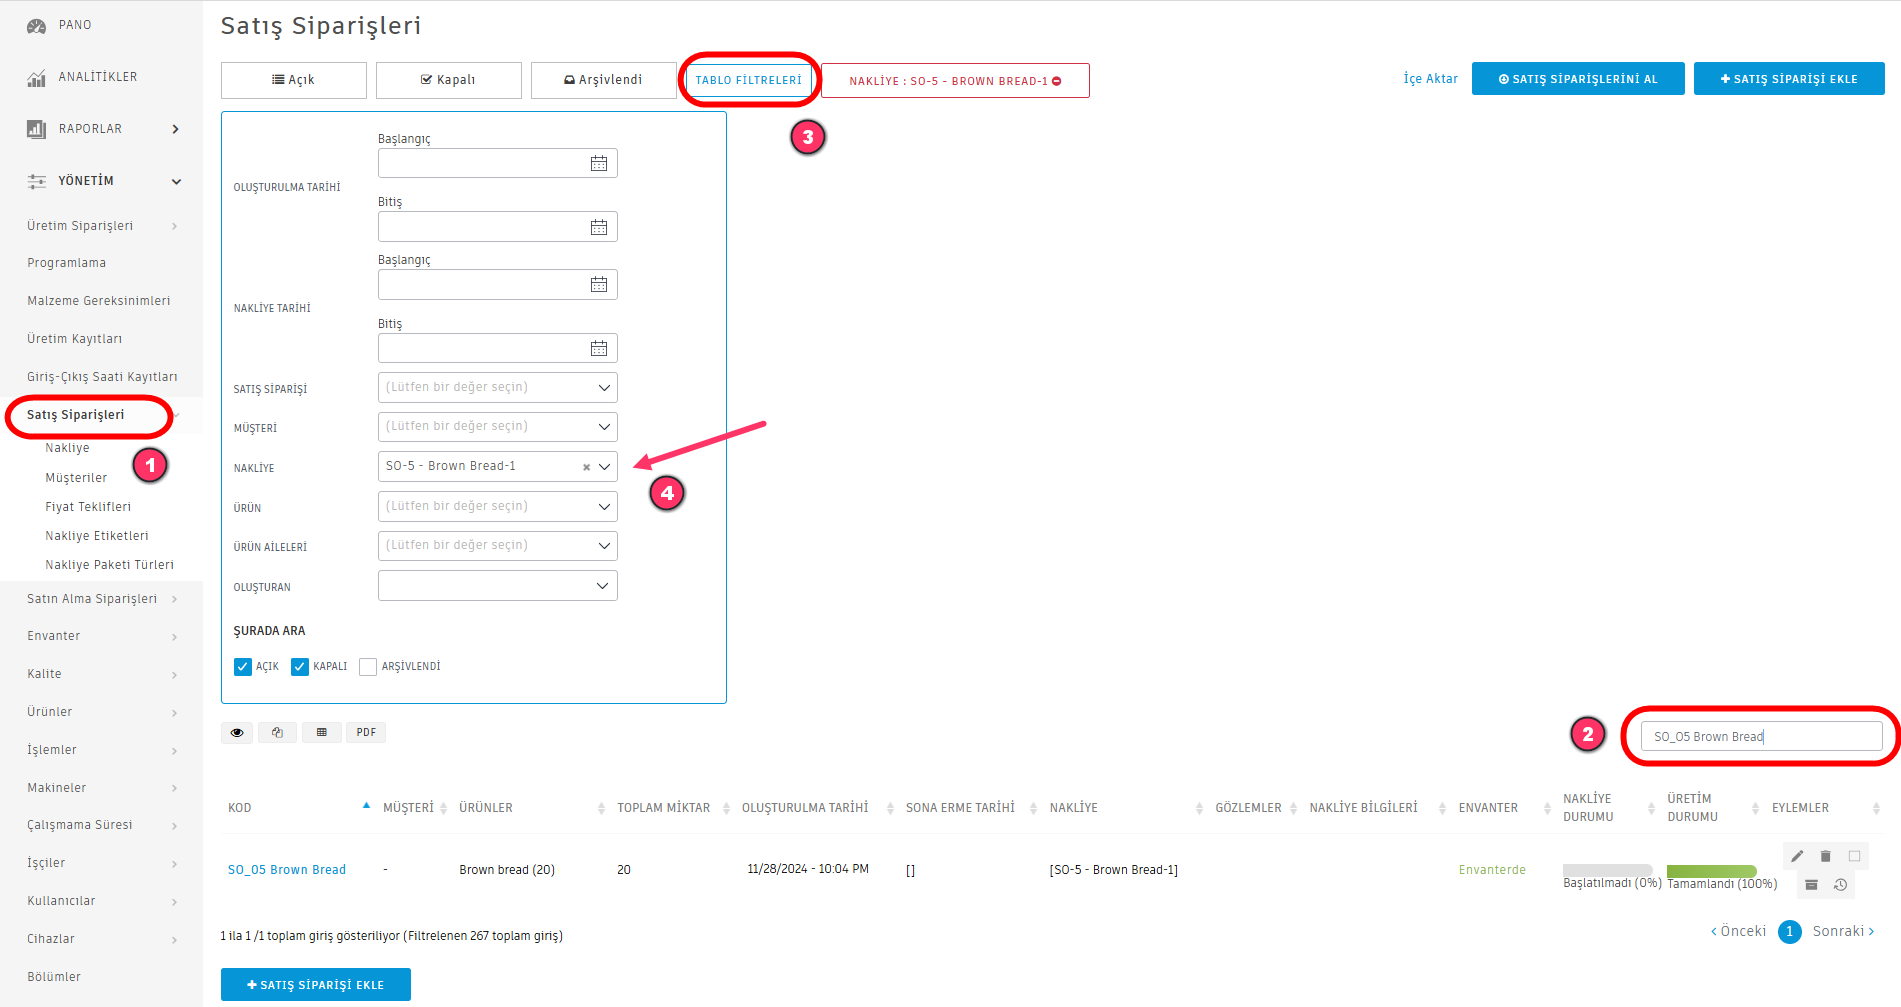 PANO
ANALİTİKLER
RAPORLAR
YÖNETİM
Üretim Siparişleri
Programlama
Malzeme Gereksinimleri
Üretim Kayıtları
Giriş-Çıkış Saati Kayıtları
Satış Siparişleri
1
Nakliye
Müşteriler
Fiyat Teklifleri
Nakliye Etiketleri
Nakliye Paketi Türleri
Satın Alma Siparişleri
Envanter
Kalite
Ürünler
İşlemler
Makineler
Çalışmama Süresi
İşçiler
Kullanıcılar
Cihazlar
Bölümler
Satış Siparişleri
Açık
Kapalı
Arşivlendi
TABLO FİLTRELERİ
NAKLİYE : SO-5 - BROWN BREAD-1
3
İçe Aktar
SATIŞ SİPARİŞLERİNİ AL
SATIŞ SİPARİŞİ EKLE
OLUŞTURULMA TARİHİ
Başlangıç
Bitiş
NAKLİYE TARİHİ
Başlangıç
Bitiş
SATIŞ SİPARİŞİ
(Lütfen bir değer seçin)
MÜŞTERİ
(Lütfen bir değer seçin)
NAKLİYE
SO-5 - Brown Bread-1
4
ÜRÜN
(Lütfen bir değer seçin)
ÜRÜN AİLELERİ
(Lütfen bir değer seçin)
OLUŞTURAN
ŞURADA ARA
AÇIK
KAPALI
ARŞİVLENDİ
PDF
2
SO_05 Brown Bread
KOD
MÜŞTERİ
ÜRÜNLER
TOPLAM MİKTAR
OLUŞTURULMA TARİHİ
SONA ERME TARİHİ
NAKLİYE
GÖZLEMLER
NAKLİYE BİLGİLERİ
ENVANTER
NAKLİYE DURUMU
ÜRETİM DURUMU
EYLEMLER
SO_05 Brown Bread
-
Brown bread (20)
20
11/28/2024 - 10:04 PM
[]
[SO-5 - Brown Bread-1]
Envanterde
Başlatılmadı (0%)
Tamamlandı (100%)
1 ila 1 /1 toplam giriş gösteriliyor (Filtrelenen 267 toplam giriş)
Önceki
1
Sonraki
SATIŞ SİPARİŞİ EKLE